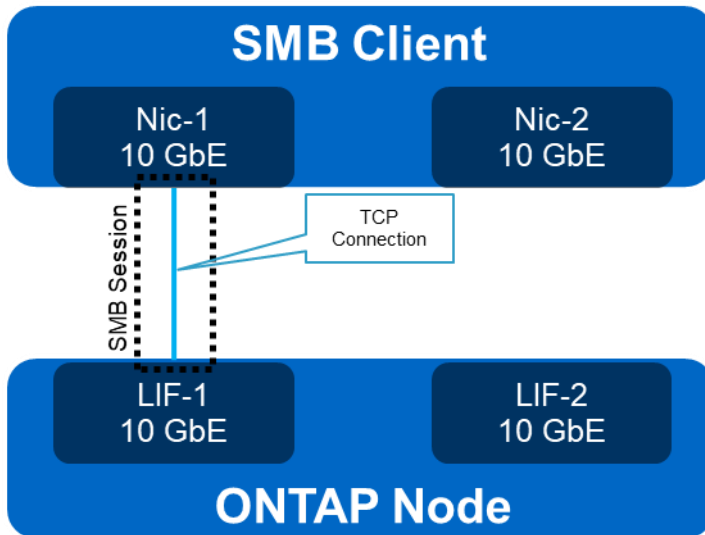 SMB Client
Nic-1
10 GbE
Nic-2
10 GbE
SMB Session
TCP
Connection
LIF-1
10 GbE
LIF-2
10 GbE
ONTAP Node